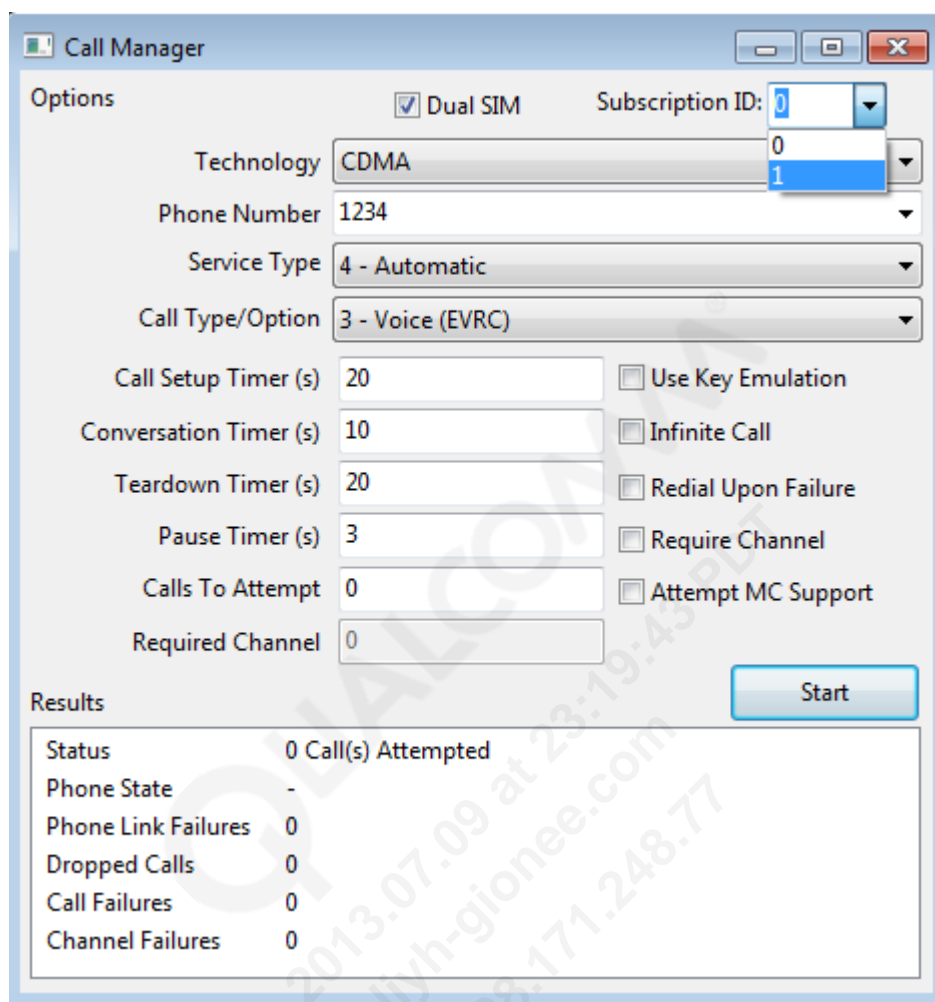 Call Manager
Options Dual SIM Subscription ID: 0
0
1
Technology CDMA
Phone Number 1234
Service Type 4 - Automatic
Call Type/Option 3 - Voice (EVRC)
Call Setup Timer (s) 20 Use Key Emulation
Conversation Timer (s) 10 Infinite Call
Teardown Timer (s) 20 Redial Upon Failure
Pause Timer (s) 3 Require Channel
Calls To Attempt 0 Attempt MC Support
Required Channel 0
Start
Results
Status 0 Call(s) Attempted
Phone State -
Phone Link Failures 0
Dropped Calls 0
Call Failures 0
Channel Failures 0
QUALCOMM®
2013.07.09 at 23:19:43 PDT
gionee.com
171.248.77